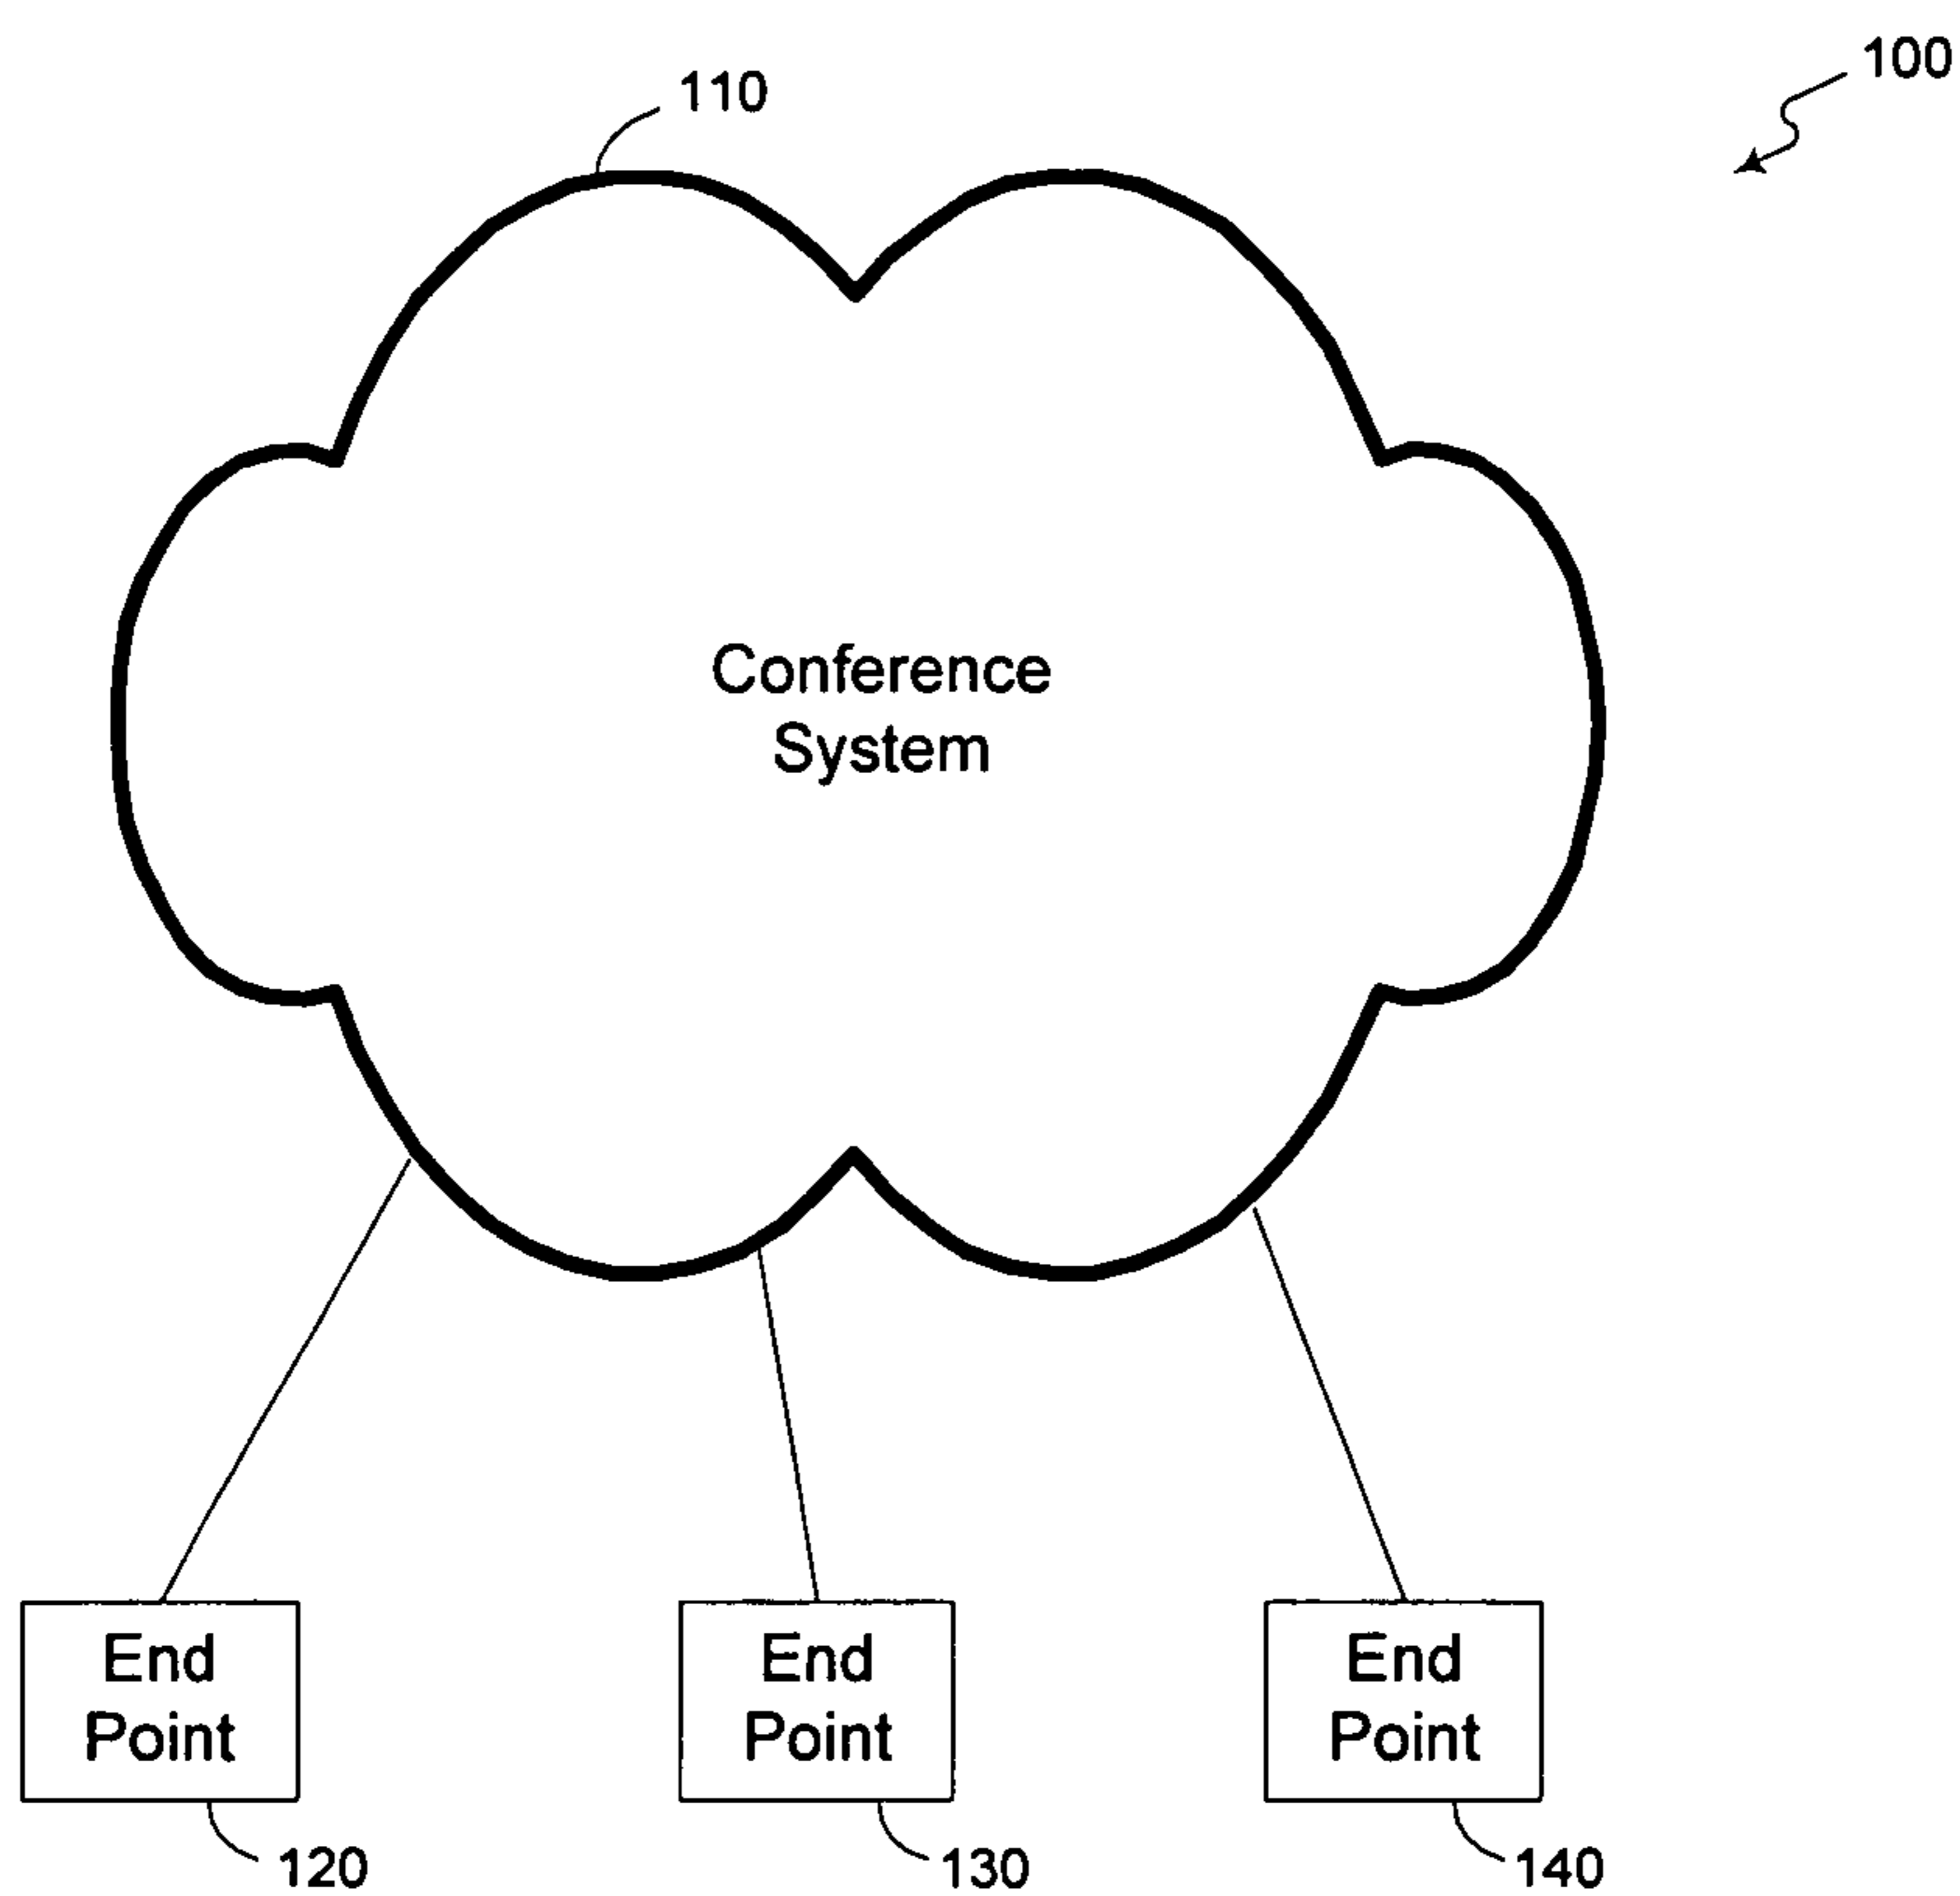 100
110
Conference
System
End
Point
End
Point
End
Point
120
130
140